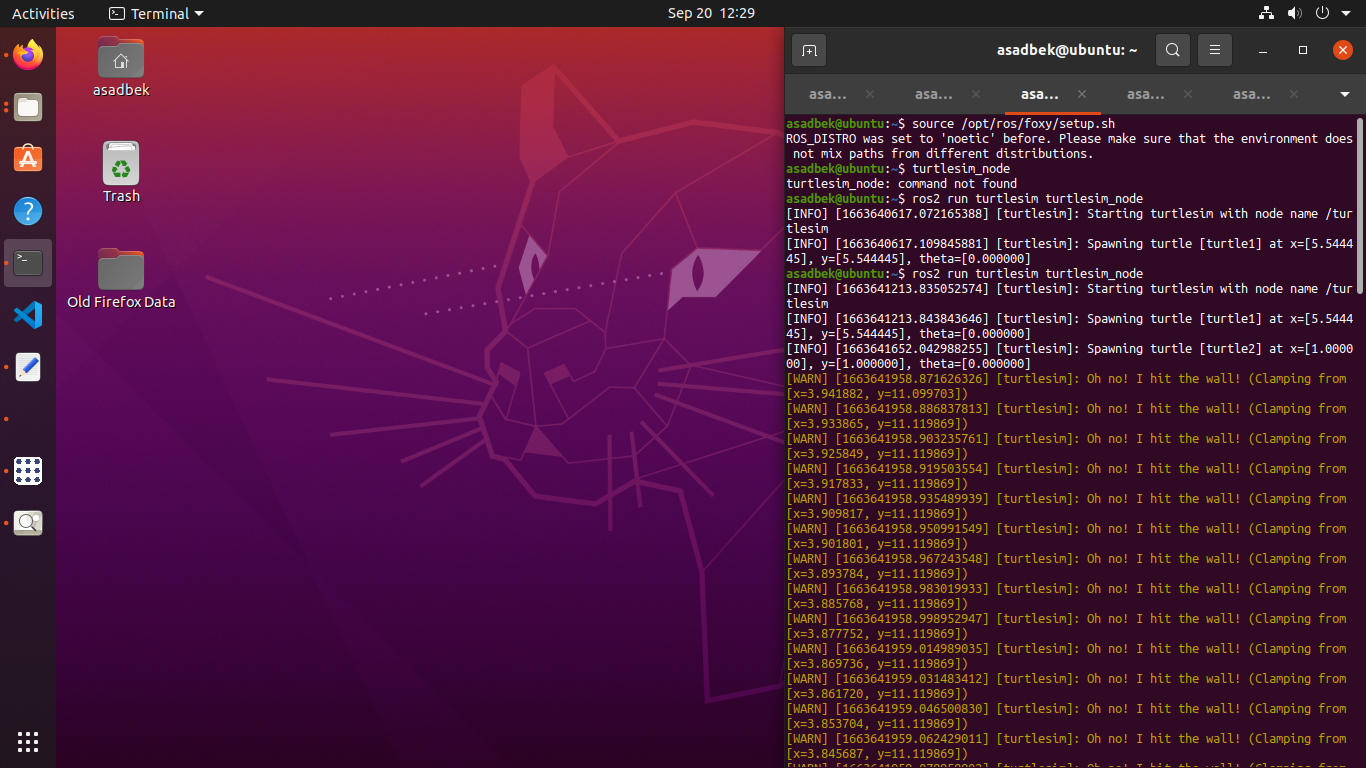 Activities
Terminal
Sep 20 12:29
asadbek
Trash
Old Firefox Data
asadbek@ubuntu: ~
asa...
asa...
asa...
asa...
asa...
asadbek@ubuntu:~$ source /opt/ros/foxy/setup.sh
ROS_DISTRO was set to 'noetic' before. Please make sure that the environment does
not mix paths from different distributions.
asadbek@ubuntu:~$ turtlesim_node
turtlesim_node: command not found
asadbek@ubuntu:~$ ros2 run turtlesim turtlesim_node
[INFO] [1663640617.072165388] [turtlesim]: Starting turtlesim with node name /tur
tlesim
[INFO] [1663640617.109845881] [turtlesim]: Spawning turtle [turtle1] at x=[5.5444
45], y=[5.544445], theta=[0.000000]
asadbek@ubuntu:~$ ros2 run turtlesim turtlesim_node
[INFO] [1663641213.835052574] [turtlesim]: Starting turtlesim with node name /tur
tlesim
[INFO] [1663641213.843843646] [turtlesim]: Spawning turtle [turtle1] at x=[5.5444
45], y=[5.544445], theta=[0.000000]
[INFO] [1663641652.042988255] [turtlesim]: Spawning turtle [turtle2] at x=[1.0000
00], y=[1.000000], theta=[0.000000]
[WARN] [1663641958.871626326] [turtlesim]: Oh no! I hit the wall! (Clamping from
[x=3.941882, y=11.099703])
[WARN] [1663641958.886837813] [turtlesim]: Oh no! I hit the wall! (Clamping from
[x=3.933865, y=11.119869])
[WARN] [1663641958.903235761] [turtlesim]: Oh no! I hit the wall! (Clamping from
[x=3.925849, y=11.119869])
[WARN] [1663641958.919503554] [turtlesim]: Oh no! I hit the wall! (Clamping from
[x=3.917833, y=11.119869])
[WARN] [1663641958.935489939] [turtlesim]: Oh no! I hit the wall! (Clamping from
[x=3.909817, y=11.119869])
[WARN] [1663641958.950991549] [turtlesim]: Oh no! I hit the wall! (Clamping from
[x=3.901801, y=11.119869])
[WARN] [1663641958.967243548] [turtlesim]: Oh no! I hit the wall! (Clamping from
[x=3.893784, y=11.119869])
[WARN] [1663641958.983019933] [turtlesim]: Oh no! I hit the wall! (Clamping from
[x=3.885768, y=11.119869])
[WARN] [1663641958.998952947] [turtlesim]: Oh no! I hit the wall! (Clamping from
[x=3.877752, y=11.119869])
[WARN] [1663641959.014989035] [turtlesim]: Oh no! I hit the wall! (Clamping from
[x=3.869736, y=11.119869])
[WARN] [1663641959.031483412] [turtlesim]: Oh no! I hit the wall! (Clamping from
[x=3.861720, y=11.119869])
[WARN] [1663641959.046500830] [turtlesim]: Oh no! I hit the wall! (Clamping from
[x=3.853704, y=11.119869])
[WARN] [1663641959.062429011] [turtlesim]: Oh no! I hit the wall! (Clamping from
[x=3.845687, y=11.119869])